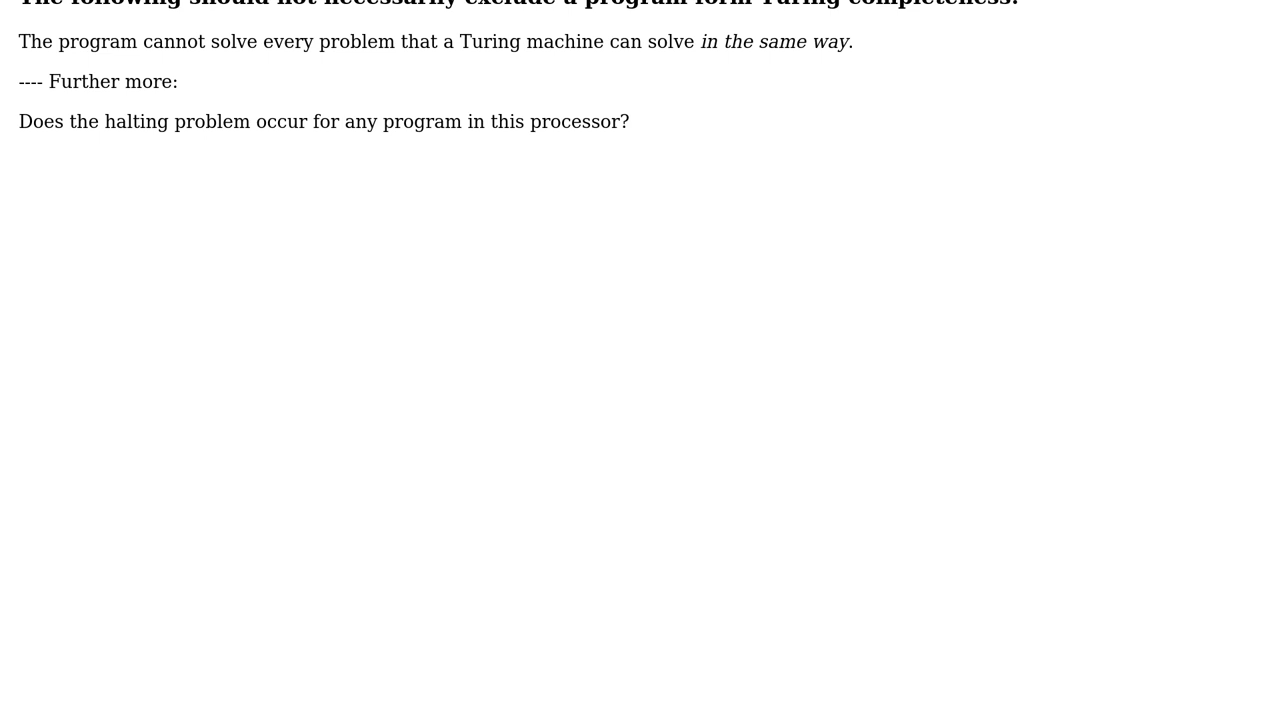 The following should not necessarily exclude a program form Turing completeness:
The program cannot solve every problem that a Turing machine can solve in the same way.
---- Further more:
Does the halting problem occur for any program in this processor?